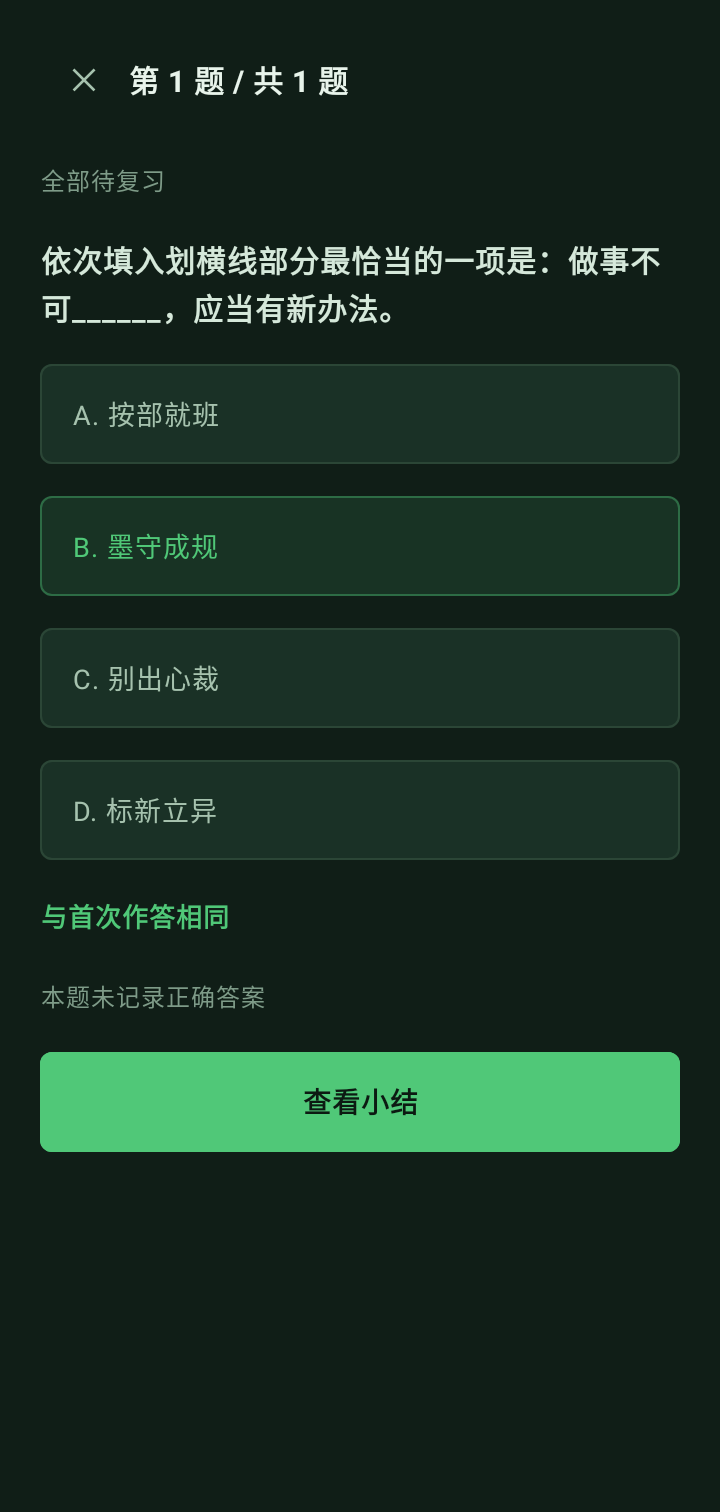 第 1 题 / 共 1 题
全部待复习
依次填入划横线部分最恰当的一项是：做事不
可______，应当有新办法。
A. 按部就班
B. 墨守成规
C. 别出心裁
D. 标新立异
与首次作答相同
本题未记录正确答案
查看小结